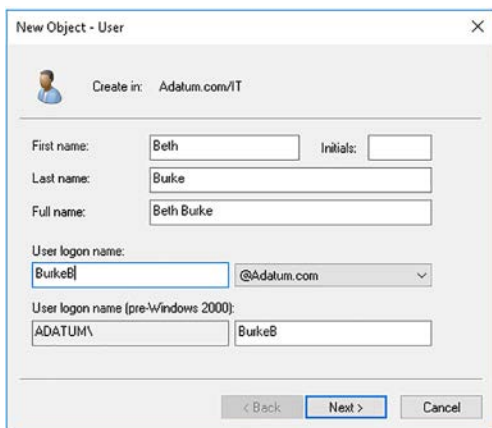 New Object - User
Create in: Adatum.com/IT
First name: Beth Initials:
Last name: Burke
Full name: Beth Burke
User logon name:
BurkeB @Adatum.com
User logon name (pre-Windows 2000):
ADATUM\ BurkeB
< Back Next > Cancel